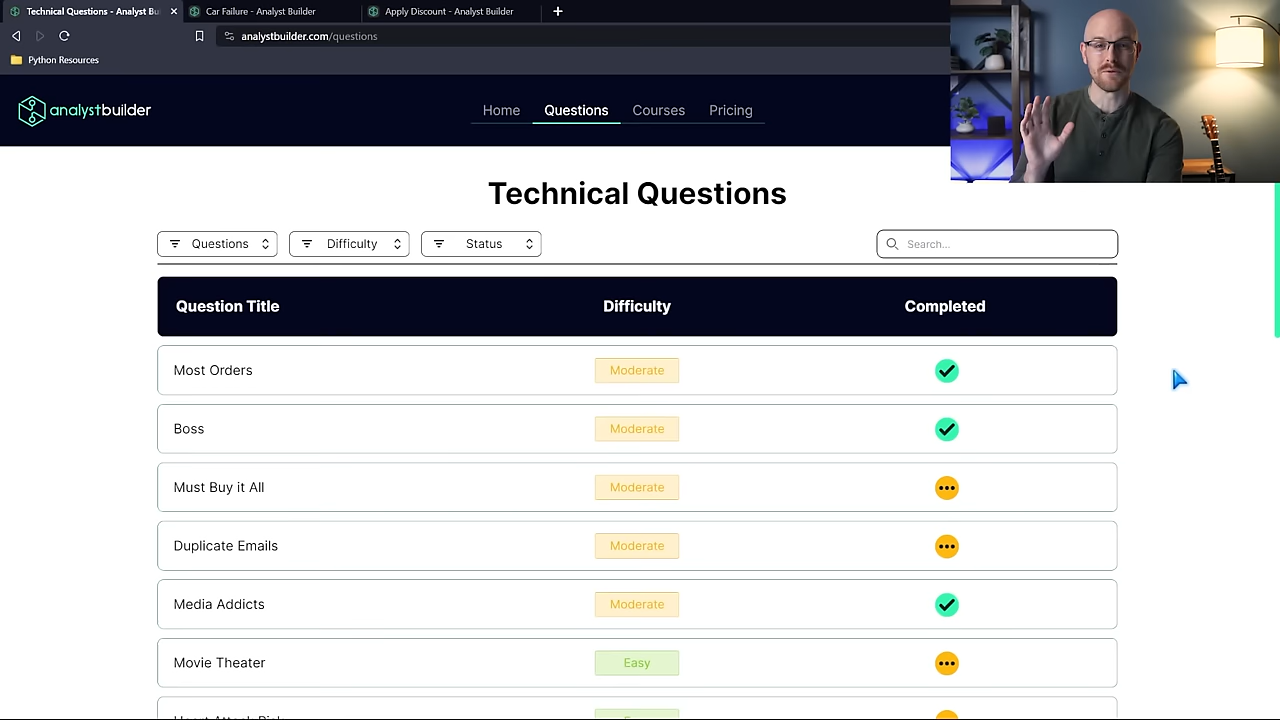 Technical Questions - Analyst Bu
Car Failure - Analyst Builder
Apply Discount - Analyst Builder
analystbuilder.com/questions
Python Resources
analystbuilder
Home
Questions
Courses
Pricing
Technical Questions
Questions
Difficulty
Status
Search...
Question Title
Difficulty
Completed
Most Orders
Moderate
Boss
Moderate
Must Buy it All
Moderate
Duplicate Emails
Moderate
Media Addicts
Moderate
Movie Theater
Easy